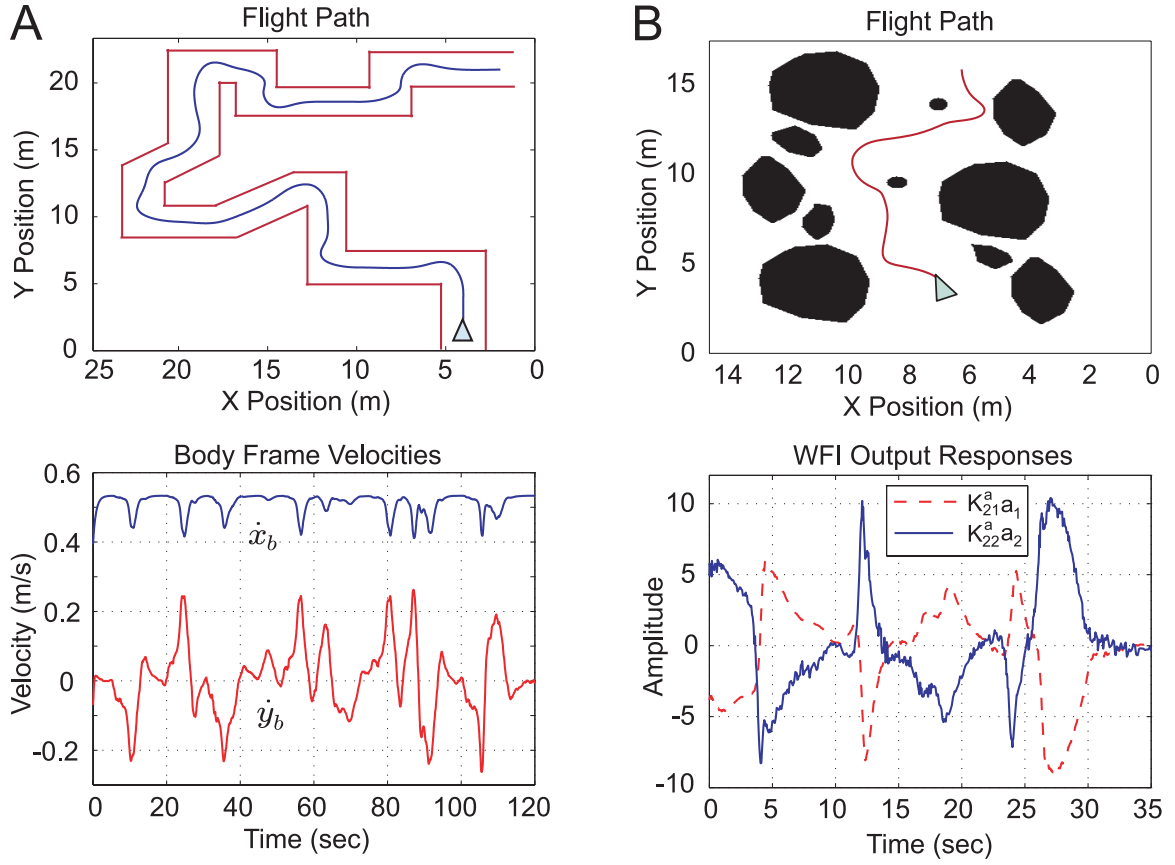 A
Flight Path
Y Position (m)
20
15
10
5
0
25 20 15 10 5 0
X Position (m)
B
Flight Path
Y Position (m)
15
10
5
0
14 12 10 8 6 4 2 0
X Position (m)
Body Frame Velocities
Velocity (m/s)
0.6
0.4
0.2
0
-0.2
ẋ_b
ẏ_b
0 20 40 60 80 100 120
Time (sec)
WFI Output Responses
Amplitude
10
5
0
-5
-10
K^a_21 a_1
K^a_22 a_2
0 5 10 15 20 25 30 35
Time (sec)